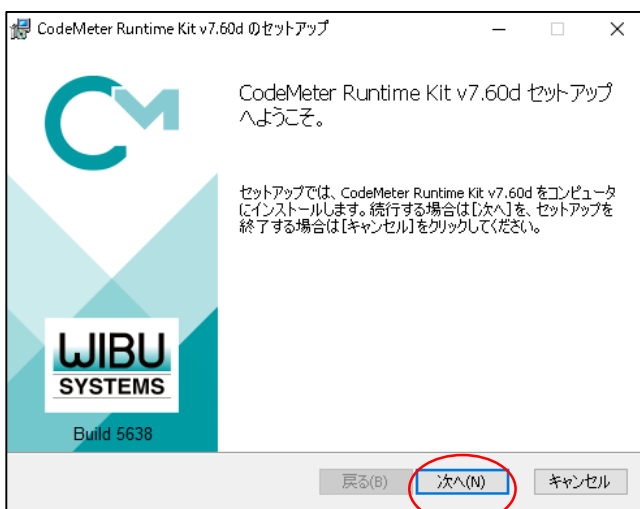 CodeMeter Runtime Kit v7.60d のセットアップ
CodeMeter Runtime Kit v7.60d セットアップ
へようこそ。
セットアップでは、CodeMeter Runtime Kit v7.60d をコンピュータ
にインストールします。続行する場合は[次へ]を、セットアップを
終了する場合は[キャンセル]をクリックしてください。
WIBU
SYSTEMS
Build 5638
戻る(B) 次へ(N) キャンセル